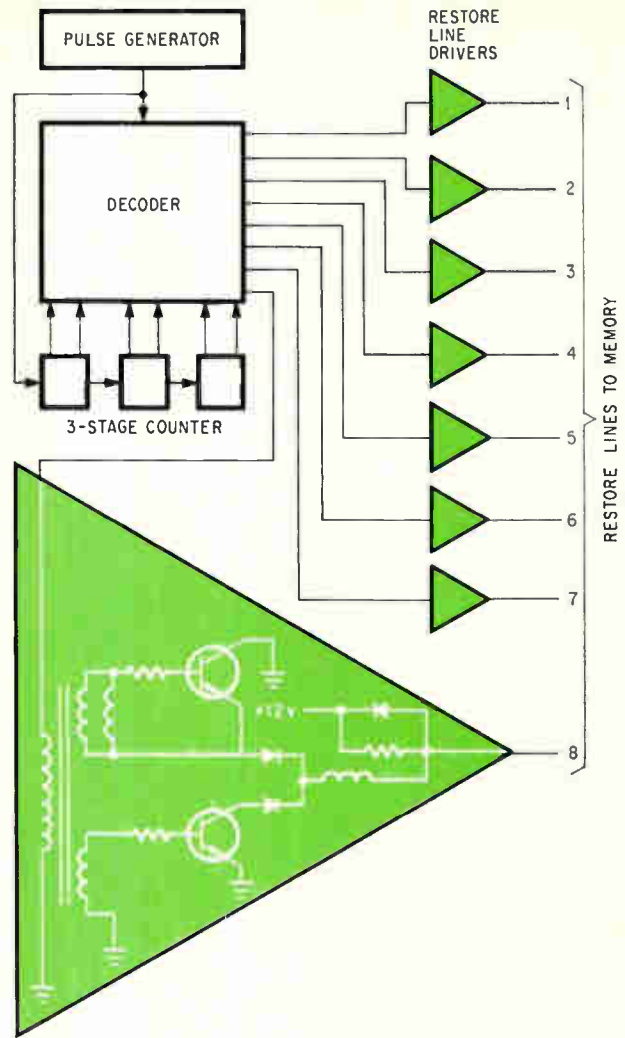 PULSE GENERATOR
RESTORE
LINE
DRIVERS
DECODER
3-STAGE COUNTER
1
2
3
4
5
6
7
8
RESTORE LINES TO MEMORY
+12v